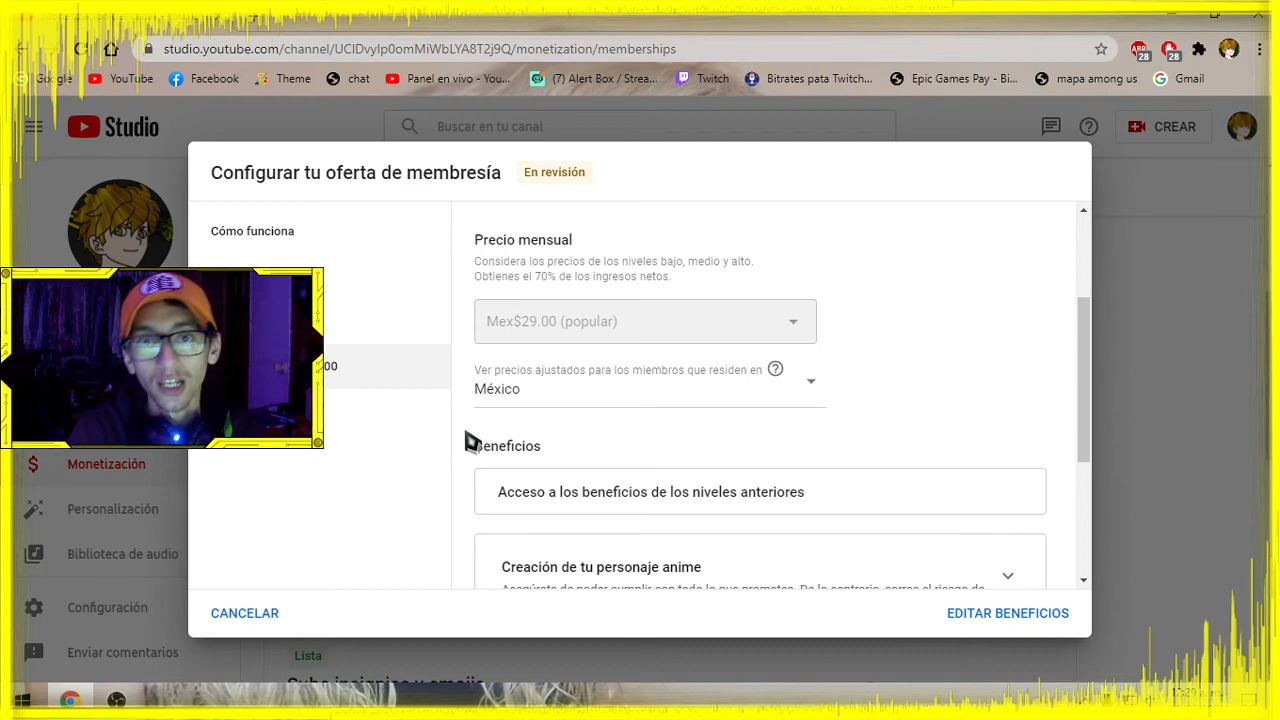 studio.youtube.com/channel/UCIDvyIp0omMiWbLYA8T2j9Q/monetization/memberships
ABP
28
28
Google
YouTube
Facebook
Theme
chat
Panel en vivo - You...
(7) Alert Box / Strea...
Twitch
Bitrates pata Twitch...
Epic Games Pay - Bi...
mapa among us
Gmail
Studio
Buscar en tu canal
CREAR
Configurar tu oferta de membresía
En revisión
Cómo funciona
Precio mensual
Considera los precios de los niveles bajo, medio y alto.
Obtienes el 70% de los ingresos netos.
Mex$29.00 (popular)
Ver precios ajustados para los miembros que residen en
México
00
Beneficios
Acceso a los beneficios de los niveles anteriores
Creación de tu personaje anime
Monetización
Personalización
Biblioteca de audio
Configuración
Enviar comentarios
CANCELAR
EDITAR BENEFICIOS
Lista